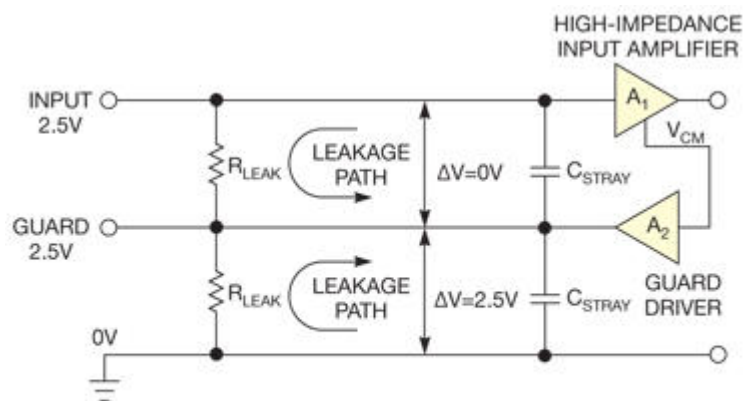 HIGH-IMPEDANCE
INPUT AMPLIFIER
INPUT
2.5V
A1
VCM
RLEAK
LEAKAGE
PATH
ΔV=0V
CSTRAY
GUARD
2.5V
A2
RLEAK
LEAKAGE
PATH
ΔV=2.5V
CSTRAY
GUARD
DRIVER
0V